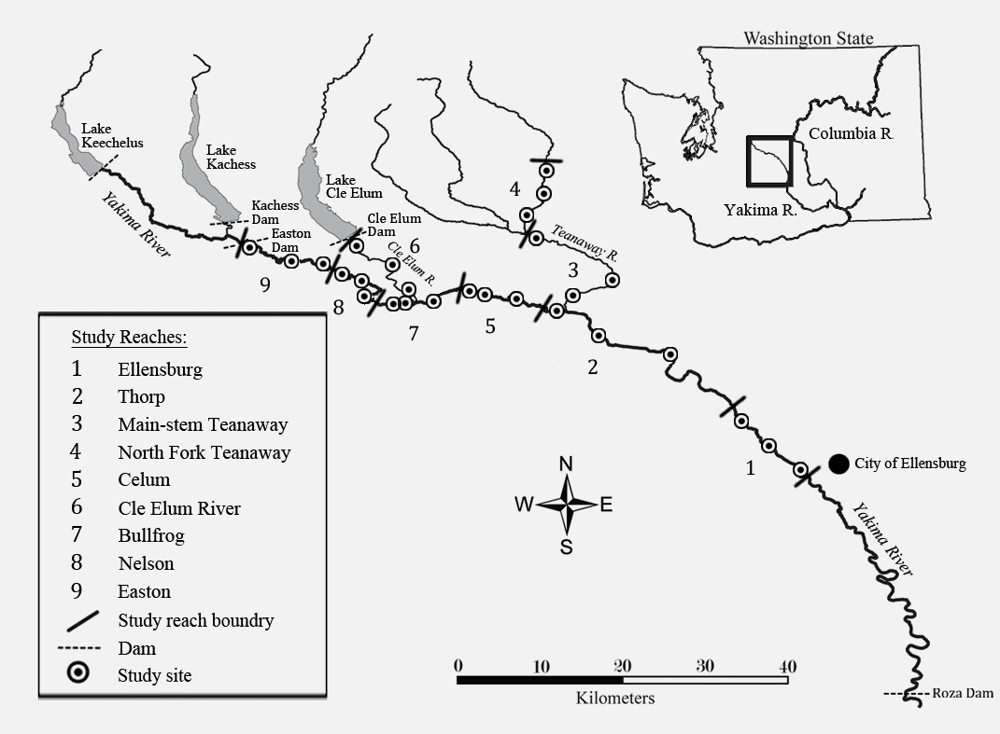 Washington State
Columbia R.
Yakima R.
Lake
Keechelus
Lake
Kachess
Lake
Cle Elum
Kachess
Dam
Easton
Dam
Cle Elum
Dam
Yakima River
Cle Elum R.
Teanaway R.
4
6
3
9
8
7
5
2
1
City of Ellensburg
Yakima River
Roza Dam
N
W
E
S
0 10 20 30 40
Kilometers
Study Reaches:
1 Ellensburg
2 Thorp
3 Main-stem Teanaway
4 North Fork Teanaway
5 Celum
6 Cle Elum River
7 Bullfrog
8 Nelson
9 Easton
Study reach boundry
Dam
Study site